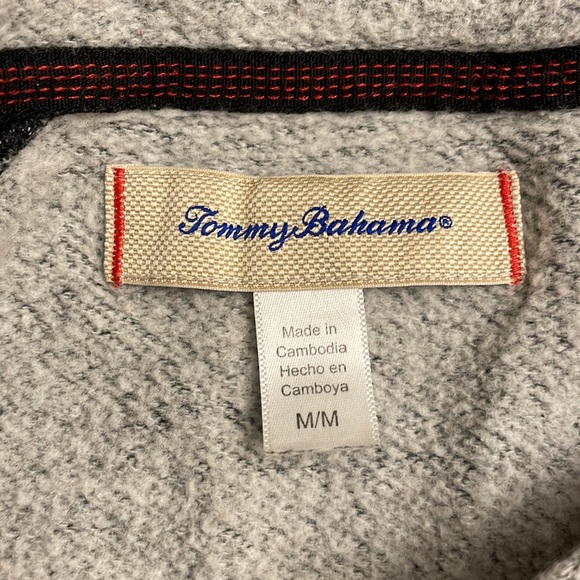 Tommy Bahama®
Made in
Cambodia
Hecho en
Camboya
M/M